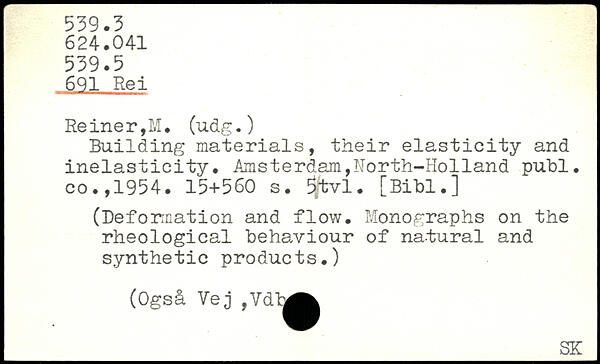 539.3
624.041
539.5
691 Rei
Reiner,M. (udg.)
Building materials, their elasticity and
inelasticity. Amsterdam,North-Holland publ.
co.,1954. 15+560 s. 5 tvl. [Bibl.]
(Deformation and flow. Monographs on the
rheological behaviour of natural and
synthetic products.)
(Også Vej,
SK